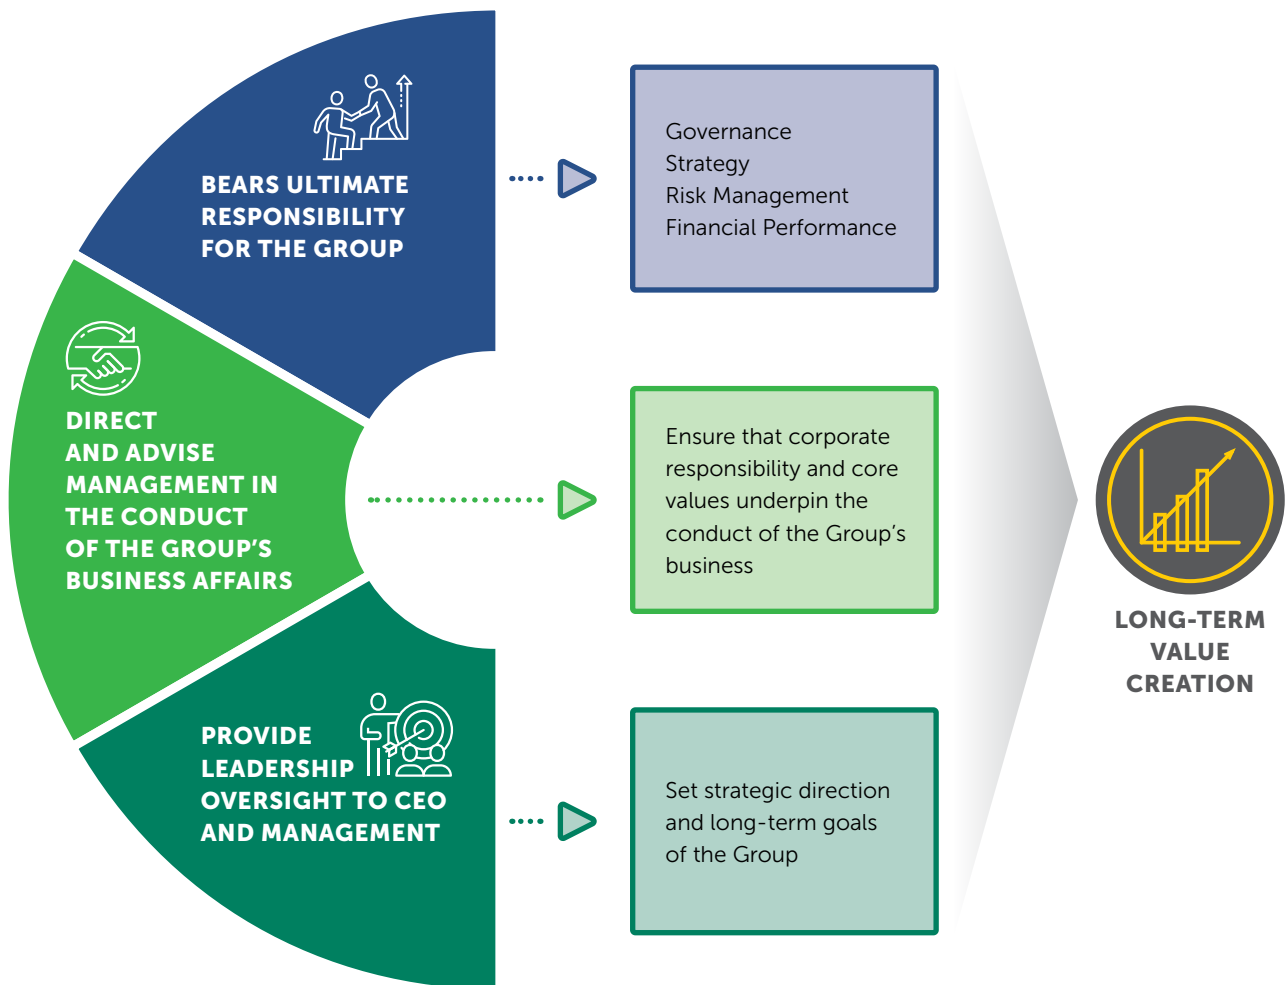 BEARS ULTIMATE
RESPONSIBILITY
FOR THE GROUP
Governance
Strategy
Risk Management
Financial Performance
DIRECT
AND ADVISE
MANAGEMENT IN
THE CONDUCT
OF THE GROUP’S
BUSINESS AFFAIRS
Ensure that corporate
responsibility and core
values underpin the
conduct of the Group’s
business
PROVIDE
LEADERSHIP
OVERSIGHT TO CEO
AND MANAGEMENT
Set strategic direction
and long-term goals
of the Group
LONG-TERM
VALUE
CREATION